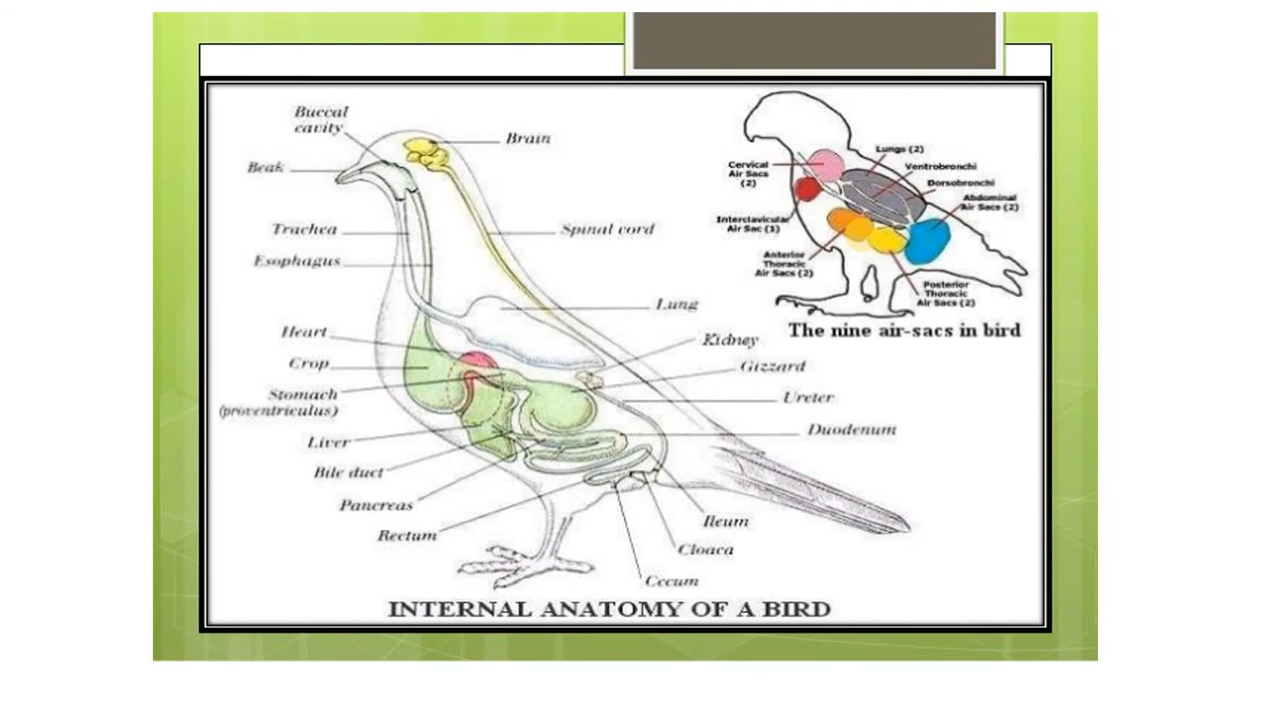 Buccal
cavity
Brain
Beak
Trachea
Spinal cord
Esophagus
Lung
Heart
Kidney
Crop
Gizzard
Stomach
(proventriculus)
Ureter
Liver
Duodenum
Bile duct
Pancreas
Rectum
Ileum
Cloaca
Cecum
INTERNAL ANATOMY OF A BIRD
Lungs (2)
Cervical
Air Sacs
(2)
Ventrobronchi
Dorsobronchi
Abdominal
Air Sacs (2)
Interclavicular
Air Sac (1)
Anterior
Thoracic
Air Sacs (2)
Posterior
Thoracic
Air Sacs (2)
The nine air-sacs in bird